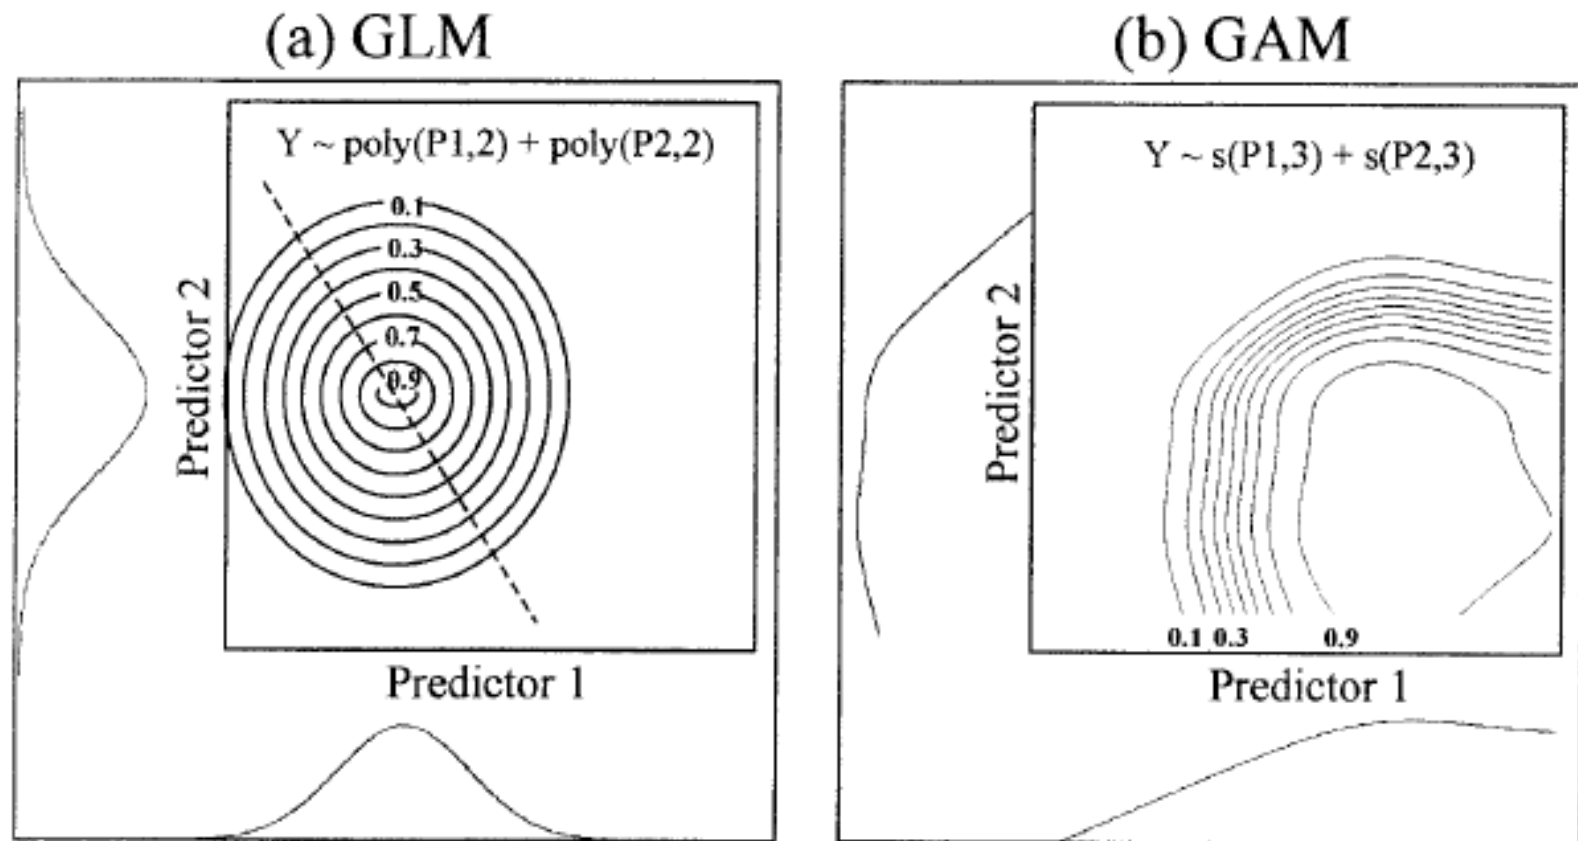 (a) GLM
Y ~ poly(P1,2) + poly(P2,2)
0.1
0.3
0.5
0.7
0.9
Predictor 2
Predictor 1
(b) GAM
Y ~ s(P1,3) + s(P2,3)
Predictor 2
0.1 0.3 0.9
Predictor 1